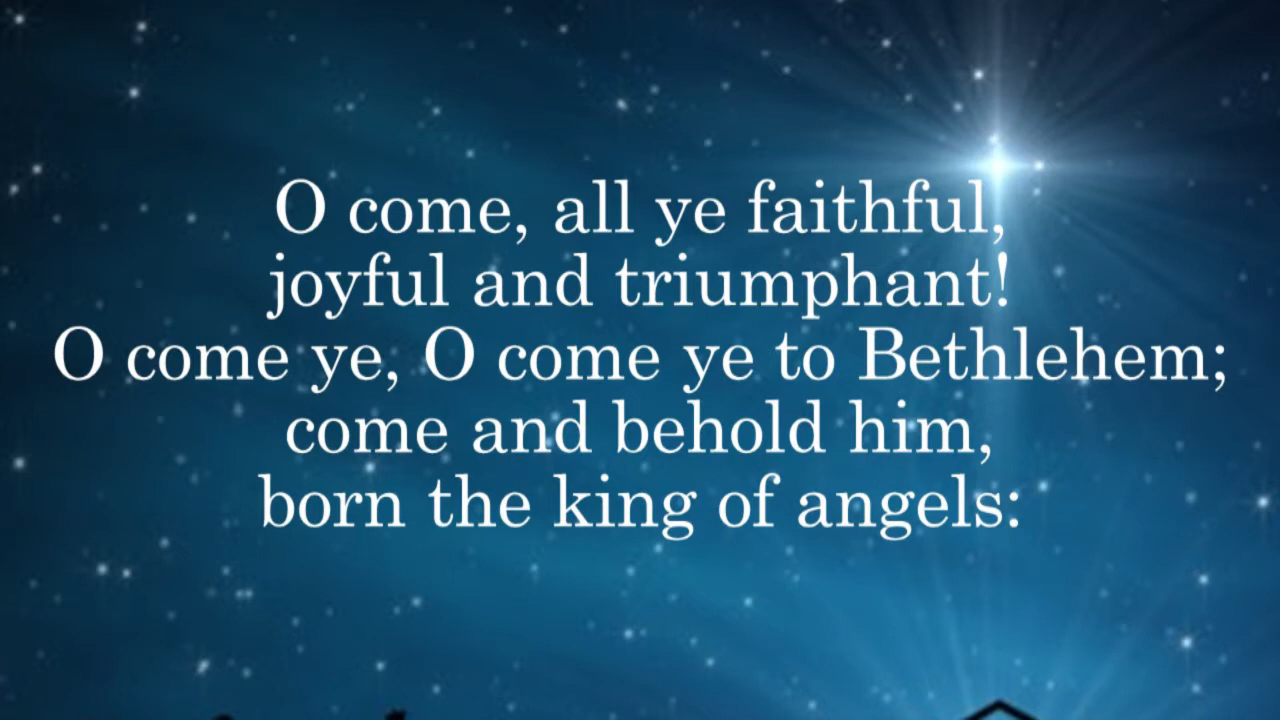 O come, all ye faithful,
joyful and triumphant!
O come ye, O come ye to Bethlehem;
come and behold him,
born the king of angels: